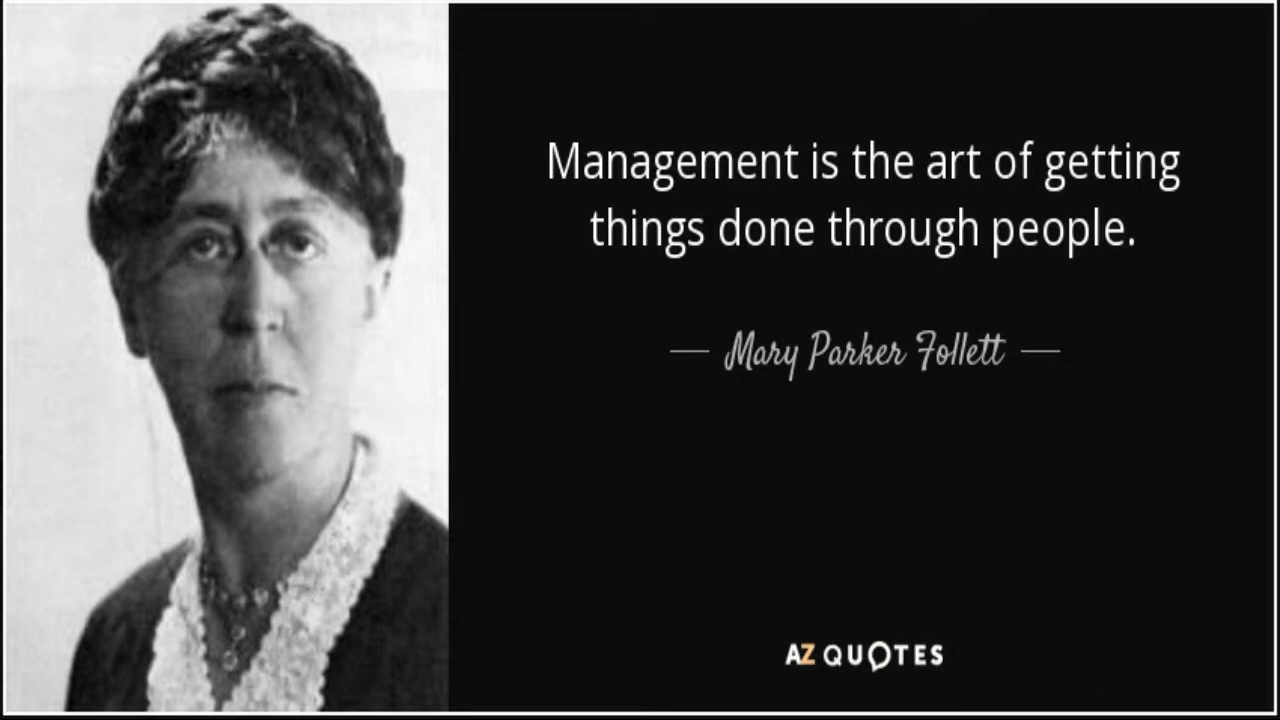 Management is the art of getting
things done through people.
— Mary Parker Follett —
AZ QUOTES